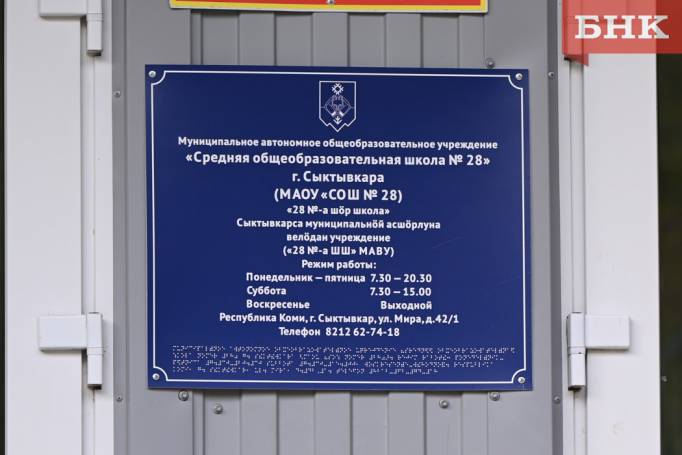 БНК
Муниципальное автономное общеобразовательное учреждение
«Средняя общеобразовательная школа № 28»
г. Сыктывкара
(МАОУ «СОШ № 28)
«28 №-а шӧр школа»
Сыктывкарса муниципальнӧй асшӧрлуна
велӧдан учреждение
(«28 №-а ШШ» МАВУ)
Режим работы:
Понедельник — пятница 7.30 — 20.30
Суббота 7.30 — 15.00
Воскресенье Выходной
Республика Коми, г. Сыктывкар, ул. Мира, д.42/1
Телефон 8212 62-74-18